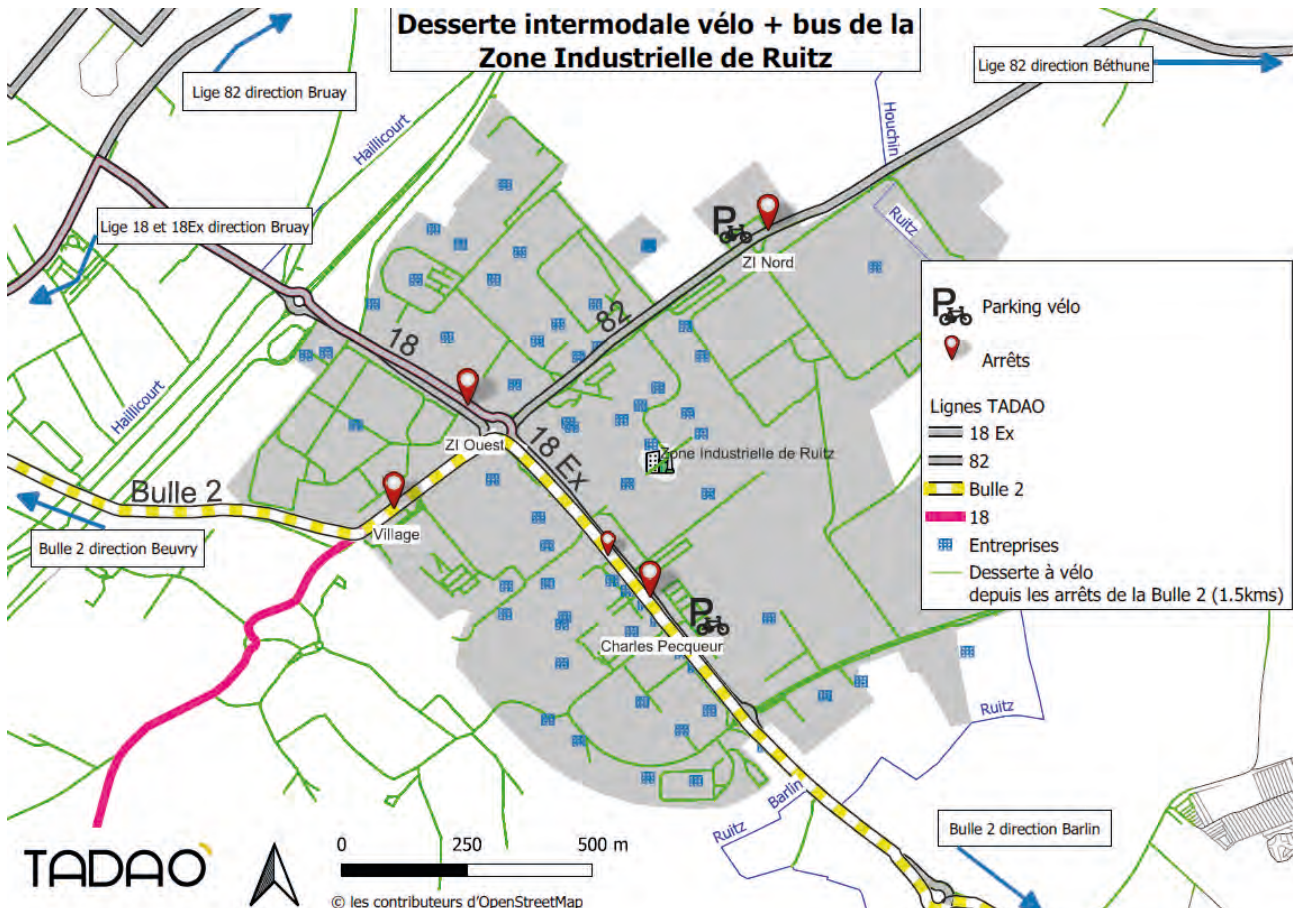 Desserte intermodale vélo + bus de la
Zone Industrielle de Ruitz
Lige 82 direction Bruay
Lige 82 direction Béthune
Haillicourt
Houchin
Lige 18 et 18Ex direction Bruay
Ruitz
P
ZI Nord
82
18
Parking vélo
Arrêts
Lignes TADAO
18 Ex
82
Bulle 2
18
Entreprises
Desserte à vélo
depuis les arrêts de la Bulle 2 (1.5kms)
Haillicourt
ZI Ouest
18 Ex
Zone Industrielle de Ruitz
Bulle 2
Village
Bulle 2 direction Beuvry
P
Charles Pecqueur
Ruitz
Barlin
Ruitz
Bulle 2 direction Barlin
TADAO
0 250 500 m
© les contributeurs d'OpenStreetMap